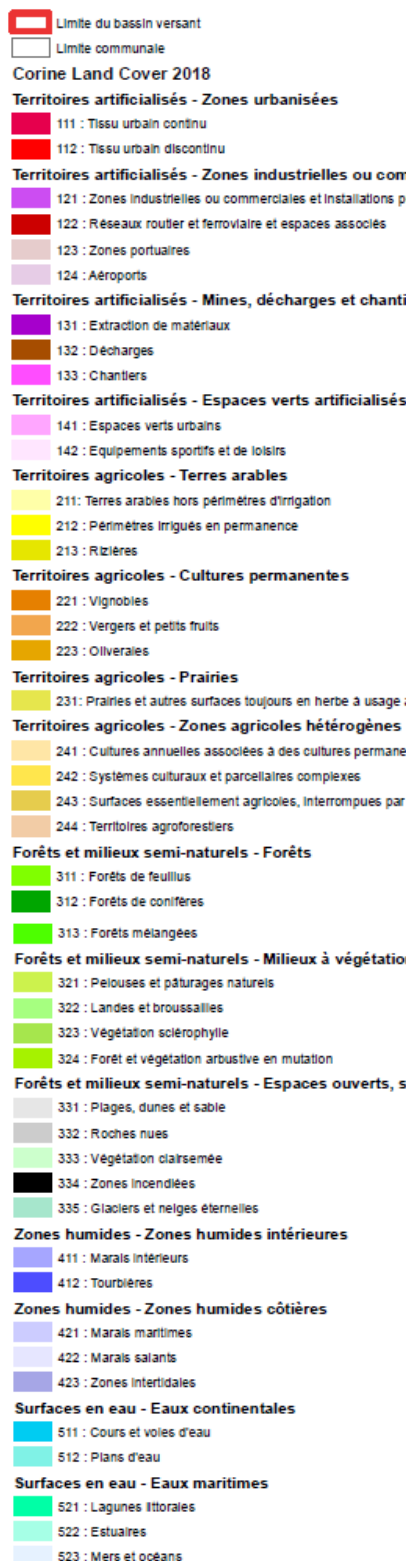 Limite du bassin versant
Limite communale
Corine Land Cover 2018
Territoires artificialisés - Zones urbanisées
111 : Tissu urbain continu
112 : Tissu urbain discontinu
Territoires artificialisés - Zones industrielles ou com
121 : Zones industrielles ou commerciales et installations p
122 : Réseaux routier et ferroviaire et espaces associés
123 : Zones portuaires
124 : Aéroports
Territoires artificialisés - Mines, décharges et chanti
131 : Extraction de matériaux
132 : Décharges
133 : Chantiers
Territoires artificialisés - Espaces verts artificialisés
141 : Espaces verts urbains
142 : Equipements sportifs et de loisirs
Territoires agricoles - Terres arables
211: Terres arables hors périmètres d'irrigation
212 : Périmètres irrigués en permanence
213 : Rizières
Territoires agricoles - Cultures permanentes
221 : Vignobles
222 : Vergers et petits fruits
223 : Oliveraies
Territoires agricoles - Prairies
231: Prairies et autres surfaces toujours en herbe à usage
Territoires agricoles - Zones agricoles hétérogènes
241 : Cultures annuelles associées à des cultures permane
242 : Systèmes culturaux et parcellaires complexes
243 : Surfaces essentiellement agricoles, interrompues par
244 : Territoires agroforestiers
Forêts et milieux semi-naturels - Forêts
311 : Forêts de feuillus
312 : Forêts de conifères
313 : Forêts mélangées
Forêts et milieux semi-naturels - Milieux à végétation
321 : Pelouses et pâturages naturels
322 : Landes et broussailles
323 : Végétation sclérophylle
324 : Forêt et végétation arbustive en mutation
Forêts et milieux semi-naturels - Espaces ouverts, s
331 : Plages, dunes et sable
332 : Roches nues
333 : Végétation clairsemée
334 : Zones incendiées
335 : Glaciers et neiges éternelles
Zones humides - Zones humides intérieures
411 : Marais intérieurs
412 : Tourbières
Zones humides - Zones humides côtières
421 : Marais maritimes
422 : Marais salants
423 : Zones intertidales
Surfaces en eau - Eaux continentales
511 : Cours et voies d'eau
512 : Plans d'eau
Surfaces en eau - Eaux maritimes
521 : Lagunes littorales
522 : Estuaires
523 : Mers et océans